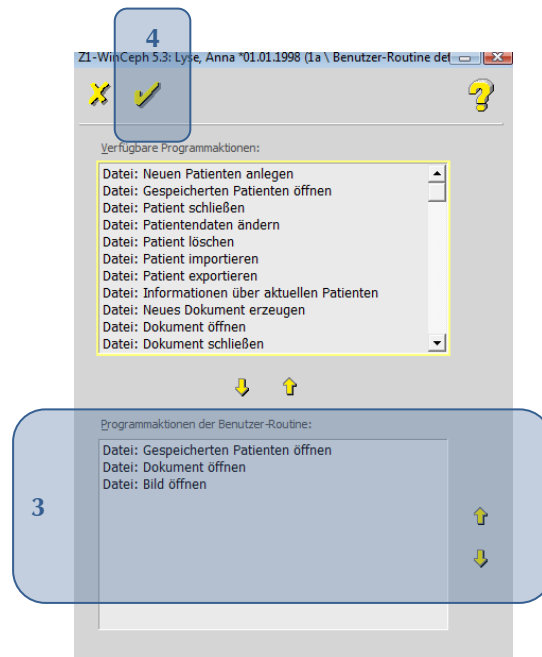 4
Z1-WinCeph 5.3: Lyse, Anna *01.01.1998 (1a \ Benutzer-Routine def
Verfügbare Programmaktionen:
Datei: Neuen Patienten anlegen
Datei: Gespeicherten Patienten öffnen
Datei: Patient schließen
Datei: Patientendaten ändern
Datei: Patient löschen
Datei: Patient importieren
Datei: Patient exportieren
Datei: Informationen über aktuellen Patienten
Datei: Neues Dokument erzeugen
Datei: Dokument öffnen
Datei: Dokument schließen
Programmaktionen der Benutzer-Routine:
Datei: Gespeicherten Patienten öffnen
Datei: Dokument öffnen
Datei: Bild öffnen
3